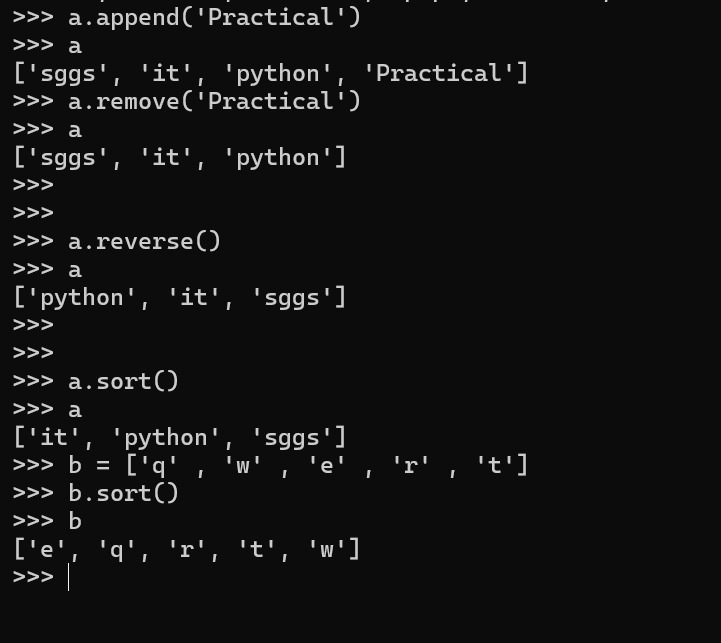 >>> a.append('Practical')
>>> a
['sggs', 'it', 'python', 'Practical']
>>> a.remove('Practical')
>>> a
['sggs', 'it', 'python']
>>>
>>>
>>> a.reverse()
>>> a
['python', 'it', 'sggs']
>>>
>>>
>>> a.sort()
>>> a
['it', 'python', 'sggs']
>>> b = ['q' , 'w' , 'e' , 'r' , 't']
>>> b.sort()
>>> b
['e', 'q', 'r', 't', 'w']
>>>